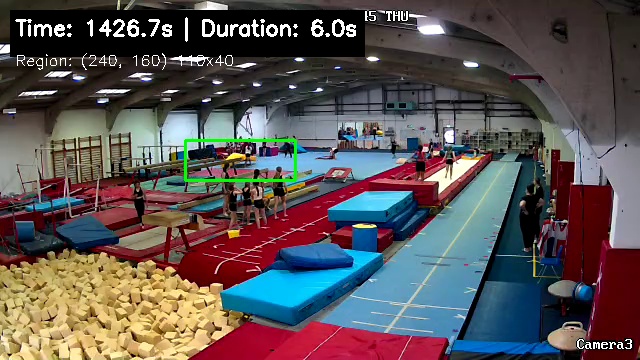 Time: 1426.7s | Duration: 6.0s
15 THU
Region: (240, 160) 110x40
Camera3